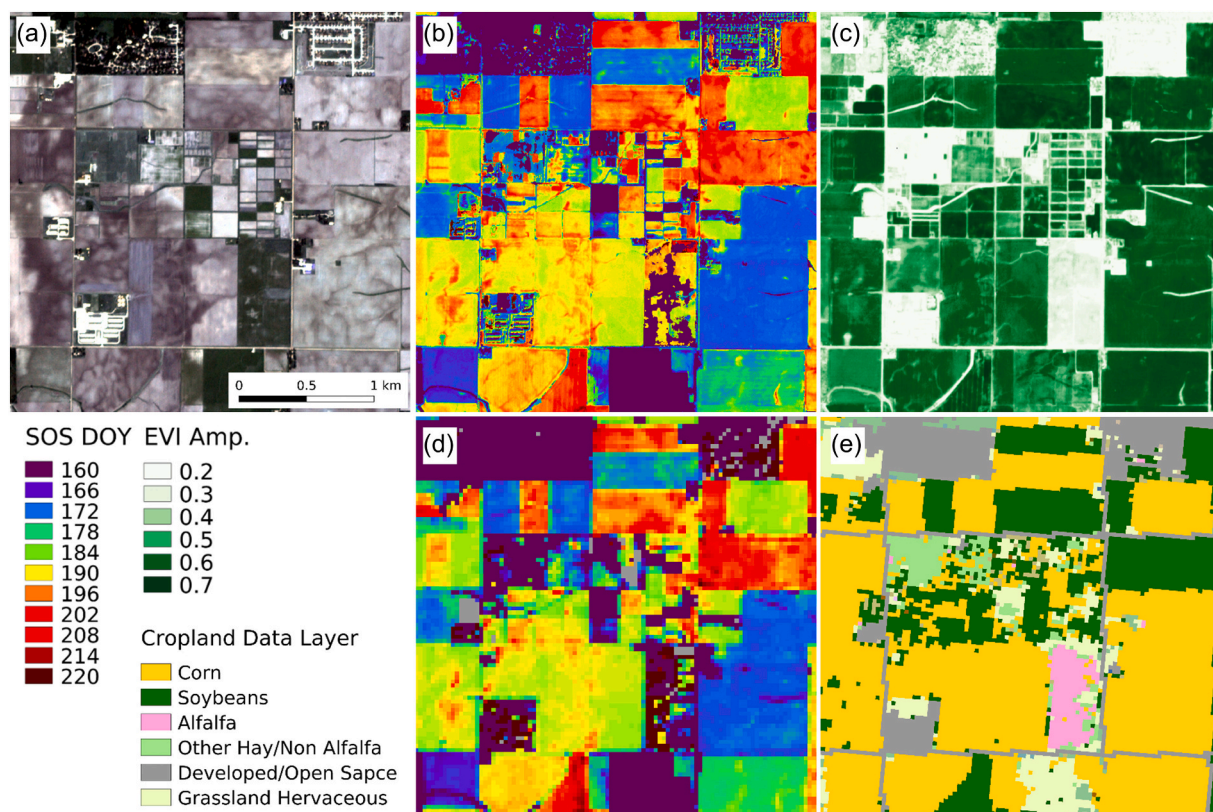 (a)
(b)
(c)
0 0.5 1 km
SOS DOY EVI Amp.
160 0.2
166 0.3
172 0.4
178 0.5
184 0.6
190 0.7
196
202
208
214
220
Cropland Data Layer
Corn
Soybeans
Alfalfa
Other Hay/Non Alfalfa
Developed/Open Sapce
Grassland Hervaceous
(d)
(e)